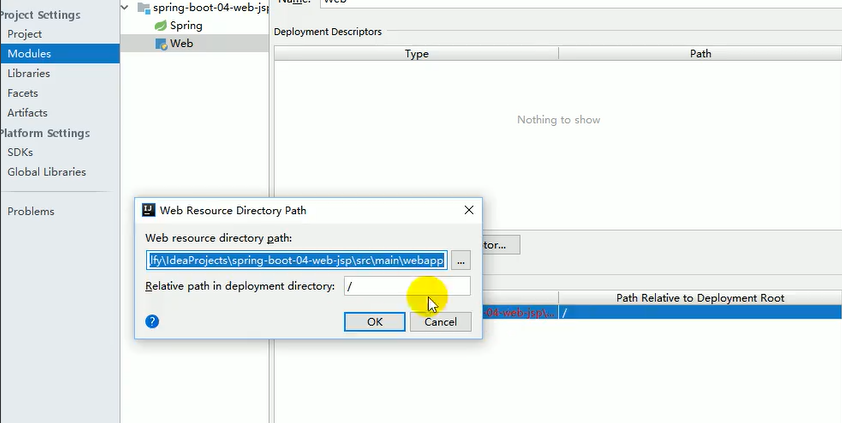 Project Settings
Project
Modules
Libraries
Facets
Artifacts
Platform Settings
SDKs
Global Libraries
Problems
spring-boot-04-web-jsp
Spring
Web
Name: Web
Deployment Descriptors
Type Path
Nothing to show
Web Resource Directory Path
Web resource directory path:
lfy\IdeaProjects\spring-boot-04-web-jsp\src\main\webapp ...
Relative path in deployment directory: /
? OK Cancel
tor...
Path Relative to Deployment Root
-04-web-jsp\... /